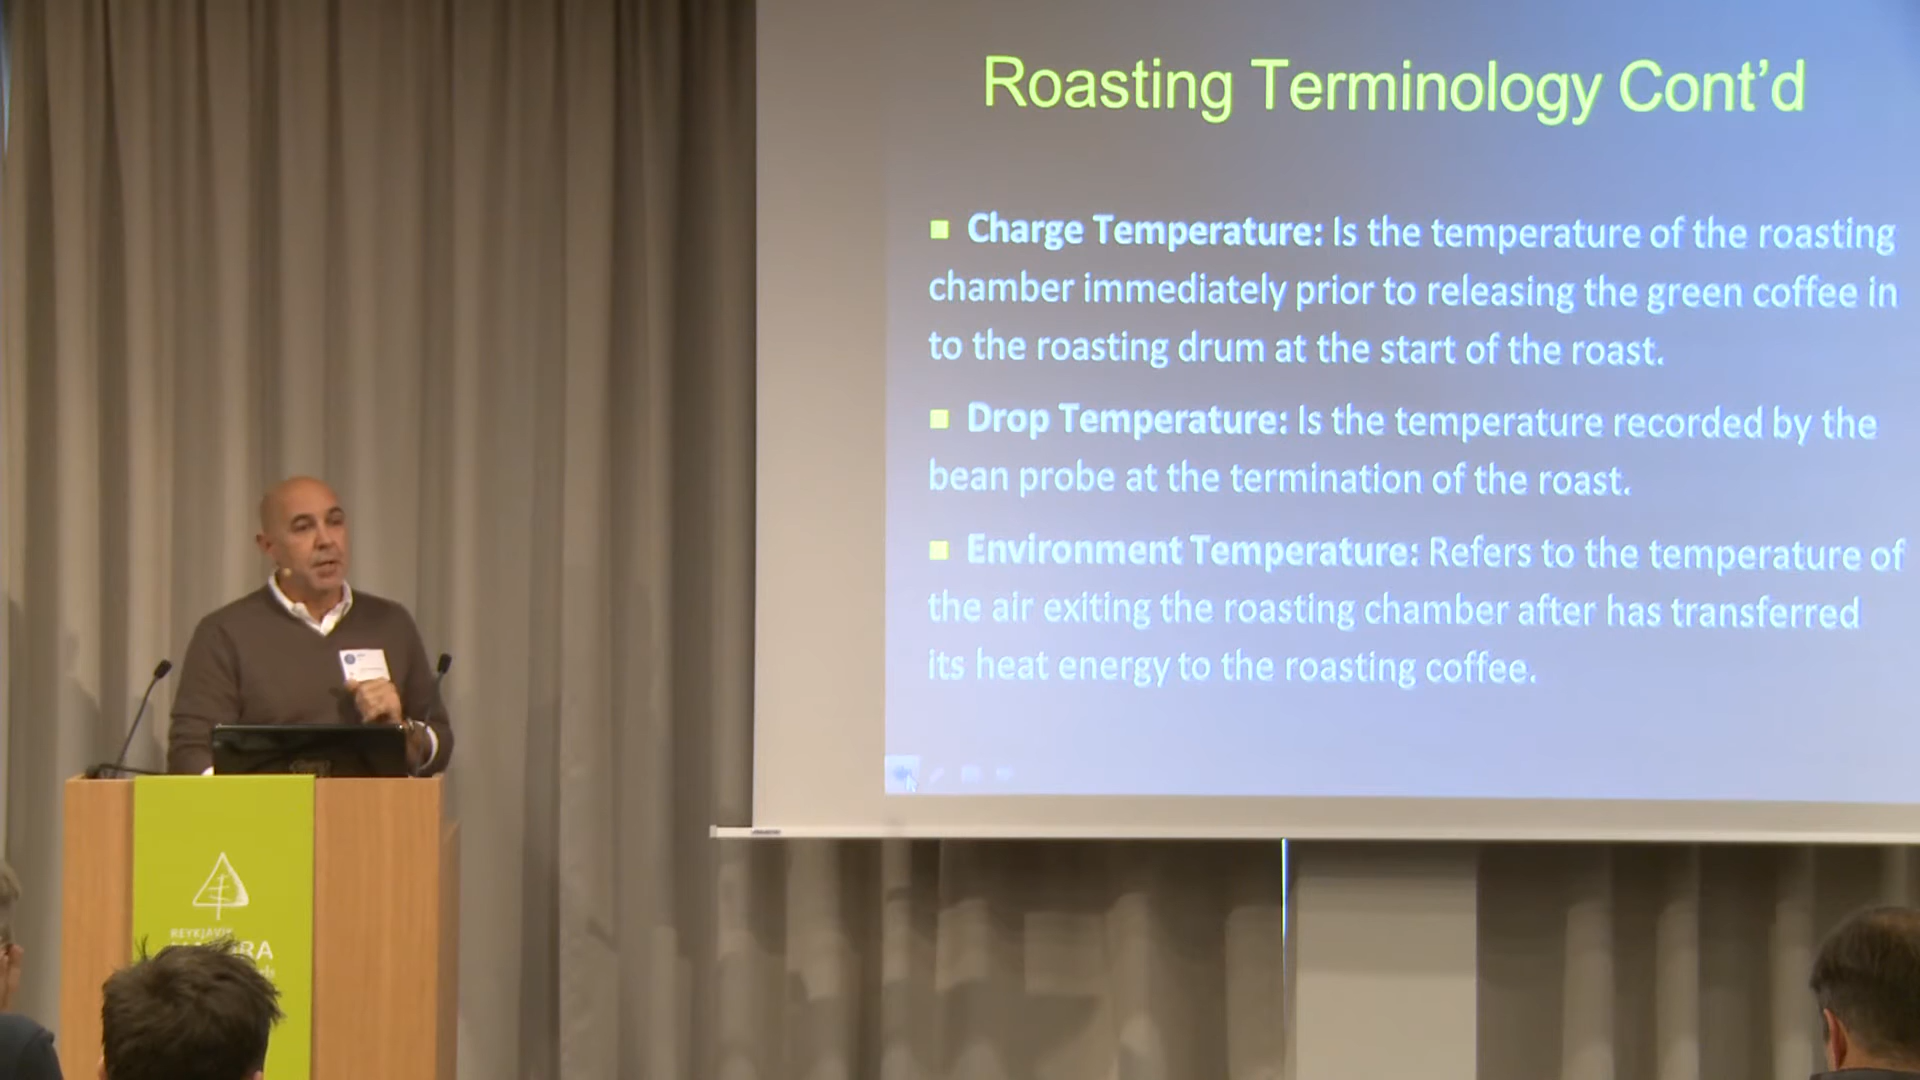 Roasting Terminology Cont'd
Charge Temperature: Is the temperature of the roasting
chamber immediately prior to releasing the green coffee in
to the roasting drum at the start of the roast.
Drop Temperature: Is the temperature recorded by the
bean probe at the termination of the roast.
Environment Temperature: Refers to the temperature of
the air exiting the roasting chamber after has transferred
its heat energy to the roasting coffee.
REYKJAVIK